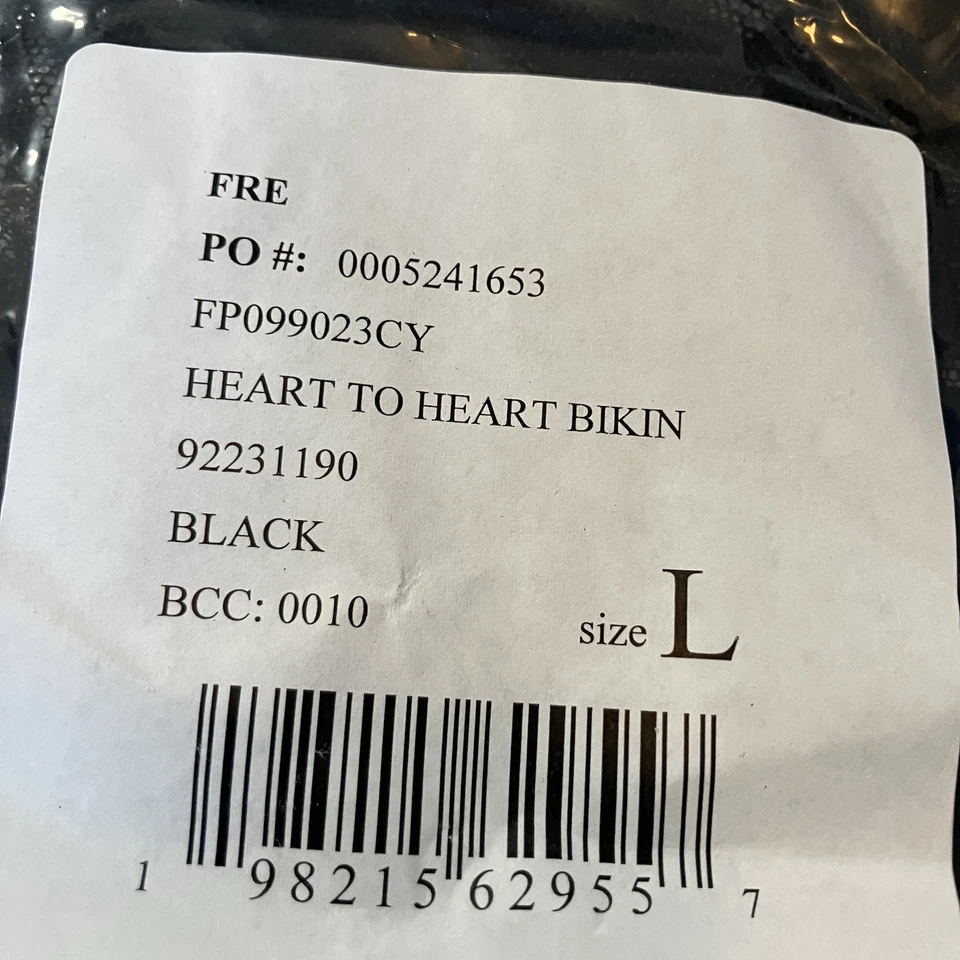 FRE
PO #: 0005241653
FP099023CY
HEART TO HEART BIKIN
92231190
BLACK
BCC: 0010
size L
1 98215 62955 7